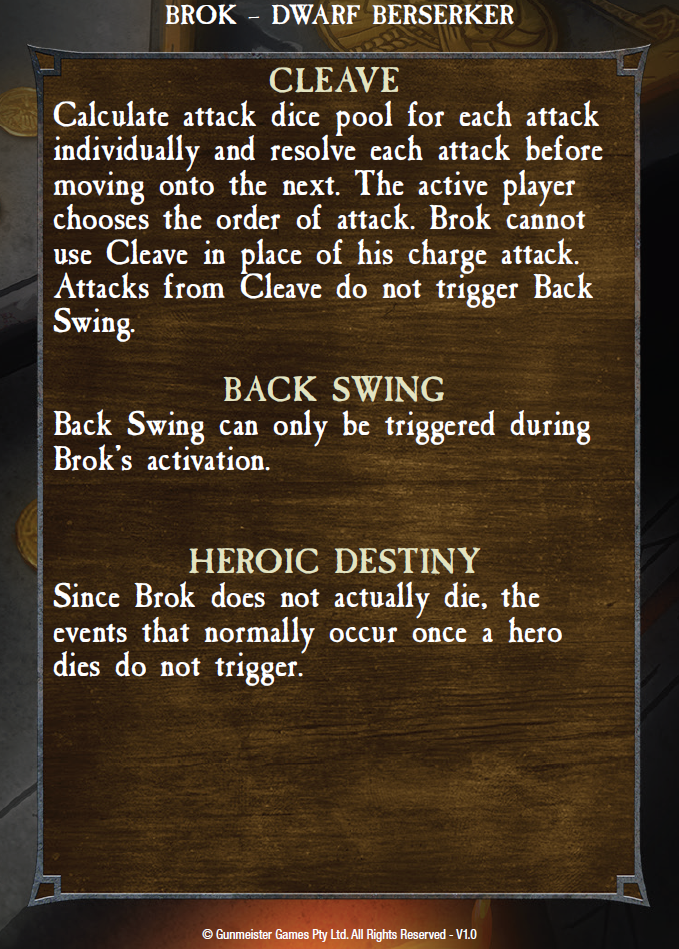 BROK – DWARF BERSERKER
CLEAVE
Calculate attack dice pool for each attack
individually and resolve each attack before
moving onto the next. The active player
chooses the order of attack. Brok cannot
use Cleave in place of his charge attack.
Attacks from Cleave do not trigger Back
Swing.
BACK SWING
Back Swing can only be triggered during
Brok's activation.
HEROIC DESTINY
Since Brok does not actually die, the
events that normally occur once a hero
dies do not trigger.
© Gunmeister Games Pty Ltd. All Rights Reserved - V1.0